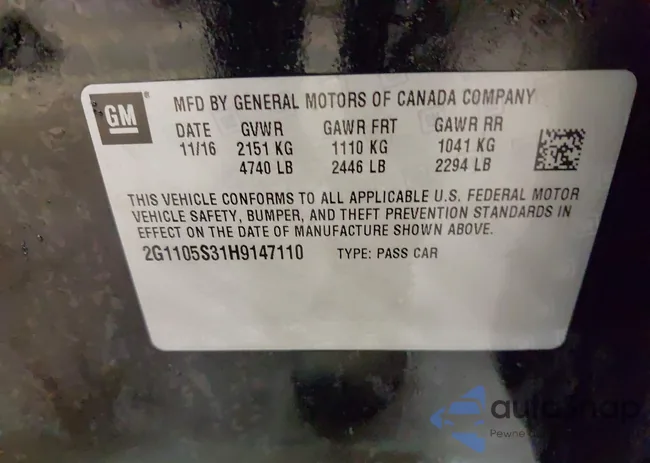 GM
MFD BY GENERAL MOTORS OF CANADA COMPANY
DATE GVWR GAWR FRT GAWR RR
11/16 2151 KG 1110 KG 1041 KG
4740 LB 2446 LB 2294 LB
THIS VEHICLE CONFORMS TO ALL APPLICABLE U.S. FEDERAL MOTOR
VEHICLE SAFETY, BUMPER, AND THEFT PREVENTION STANDARDS IN
EFFECT ON THE DATE OF MANUFACTURE SHOWN ABOVE.
2G1105S31H9147110 TYPE: PASS CAR
autosnap
Pewne